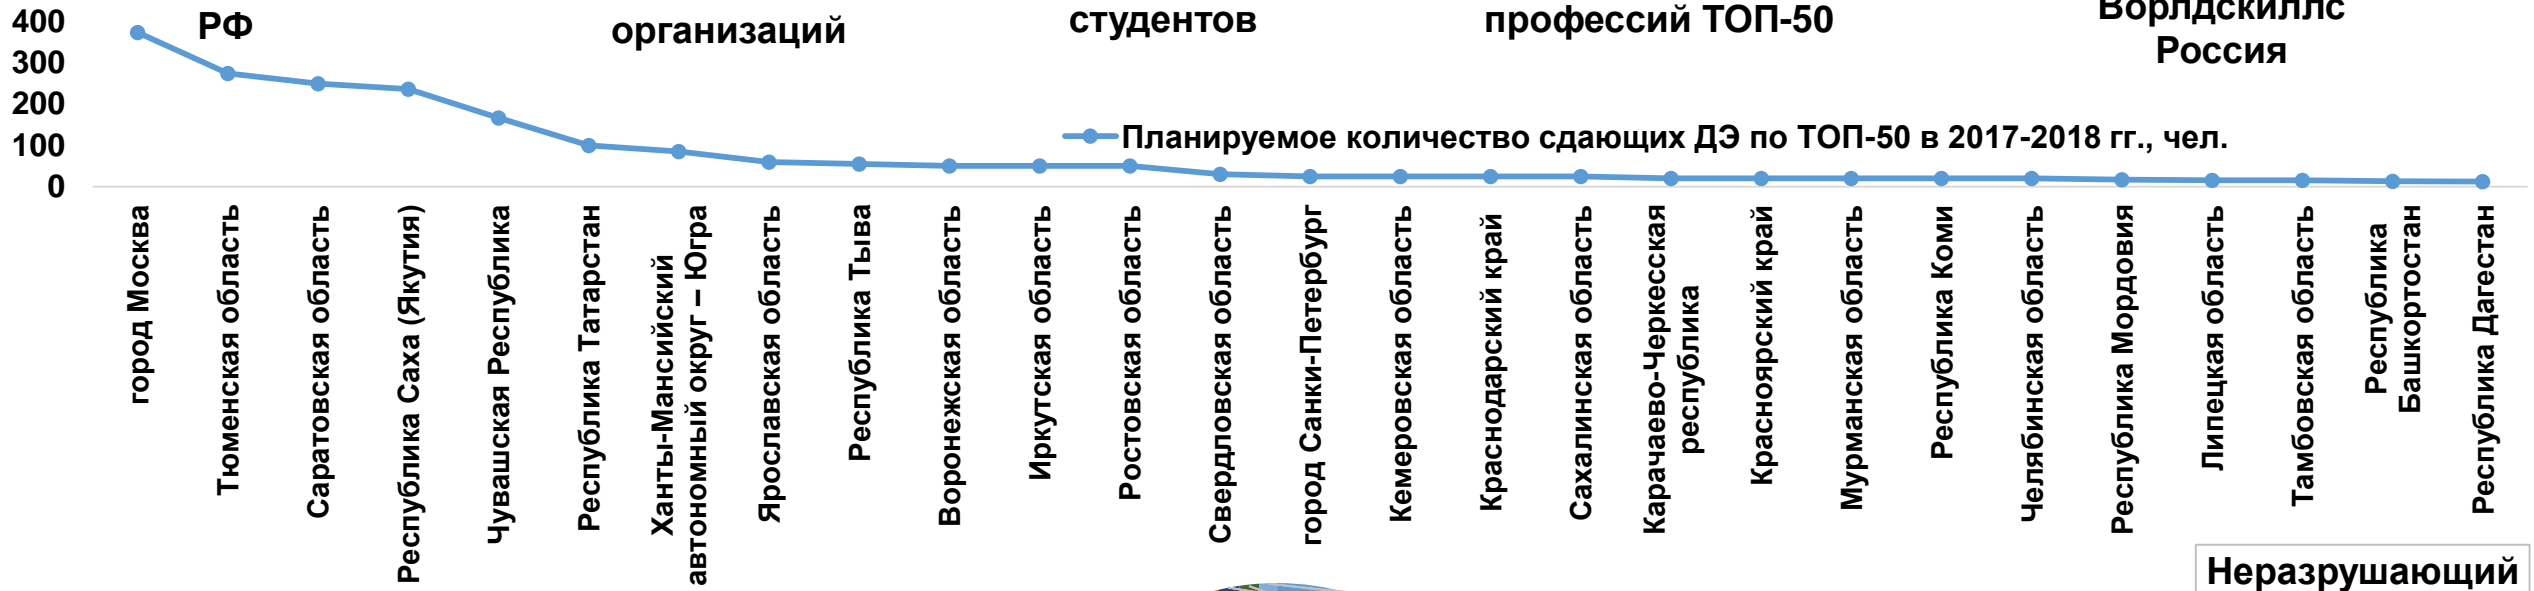 400
300
200
100
0
РФ
организаций
студентов
профессий ТОП-50
Ворлдскиллс
Россия
Планируемое количество сдающих ДЭ по ТОП-50 в 2017-2018 гг., чел.
город Москва
Тюменская область
Саратовская область
Республика Саха (Якутия)
Чувашская Республика
Республика Татарстан
Ханты-Мансийский
автономный округ – Югра
Ярославская область
Республика Тыва
Воронежская область
Иркутская область
Ростовская область
Свердловская область
город Санки-Петербург
Кемеровская область
Краснодарский край
Сахалинская область
Карачаево-Черкесская
республика
Красноярский край
Мурманская область
Республика Коми
Челябинская область
Республика Мордовия
Липецкая область
Тамбовская область
Республика
Башкортостан
Республика Дагестан
Неразрушающий